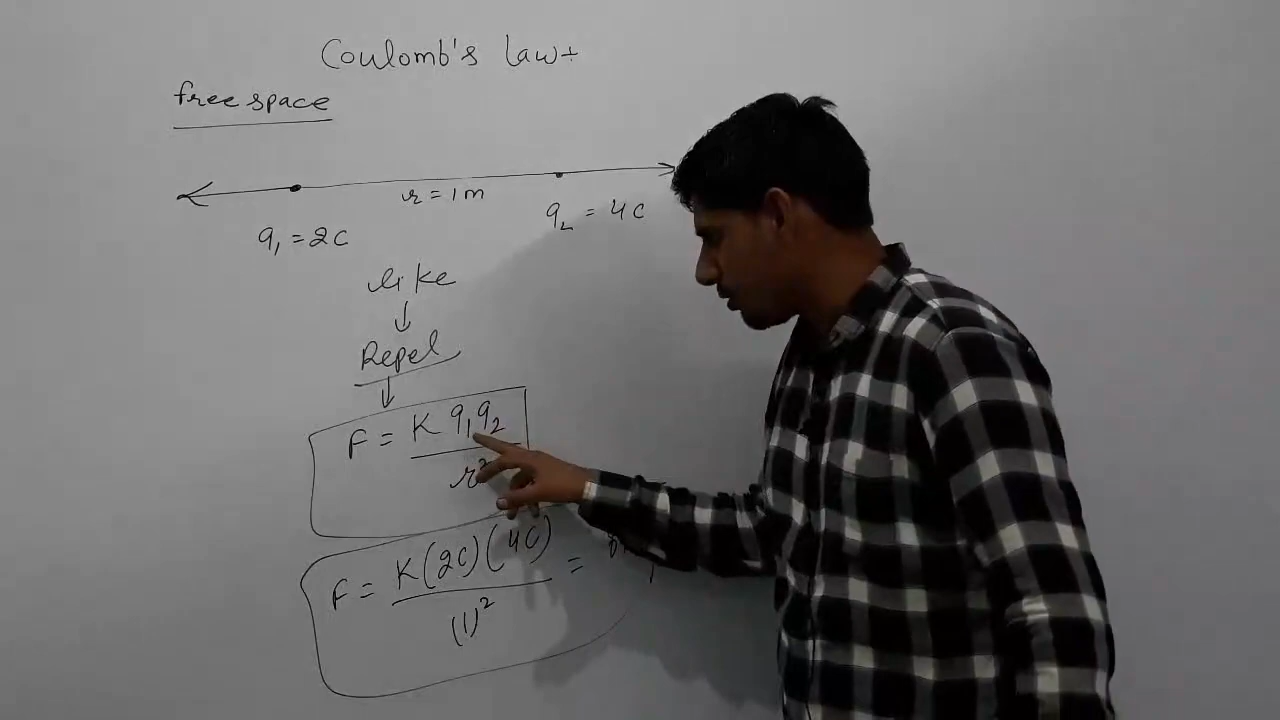 Coulomb's law
free space
r = 1m
q₁ = 2C
q₂ = 4C
like
↓
Repel
↓
F = K q₁q₂ / r²
F = K(2C)(4C) / (1)² =